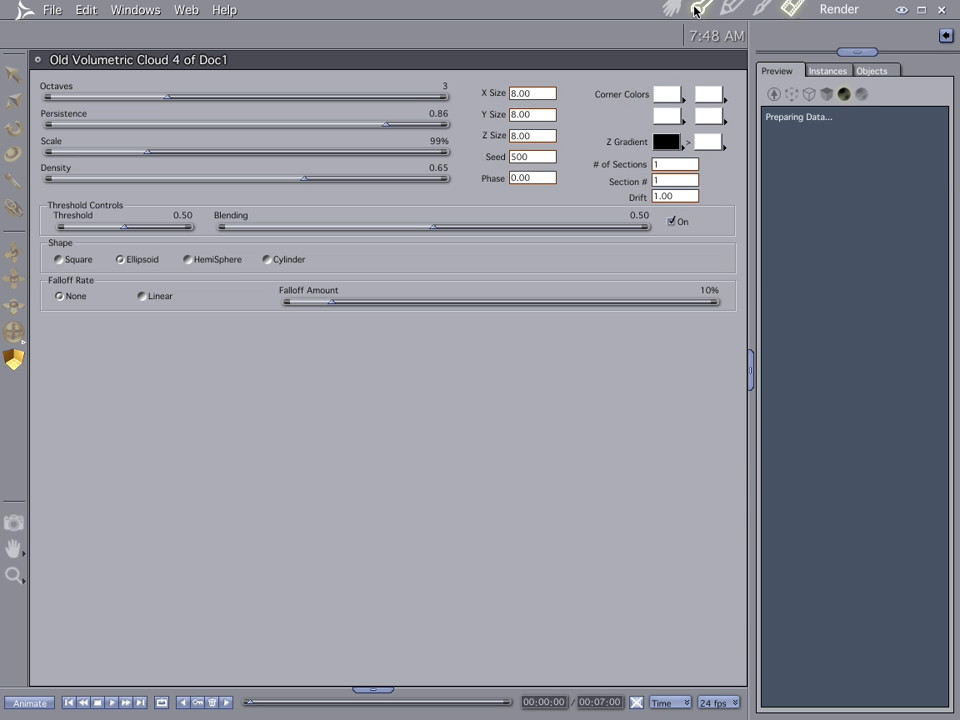 File Edit Windows Web Help Render
7:48 AM
Old Volumetric Cloud 4 of Doc1
Octaves 3
Persistence 0.86
Scale 99%
Density 0.65
X Size 8.00
Y Size 8.00
Z Size 8.00
Seed 500
Phase 0.00
Corner Colors
Z Gradient >
# of Sections 1
Section # 1
Drift 1.00
Threshold Controls
Threshold 0.50 Blending 0.50 On
Shape
Square Ellipsoid HemiSphere Cylinder
Falloff Rate
None Linear Falloff Amount 10%
Preview Instances Objects
Preparing Data...
Animate 00:00:00 / 00:07:00 Time 24 fps